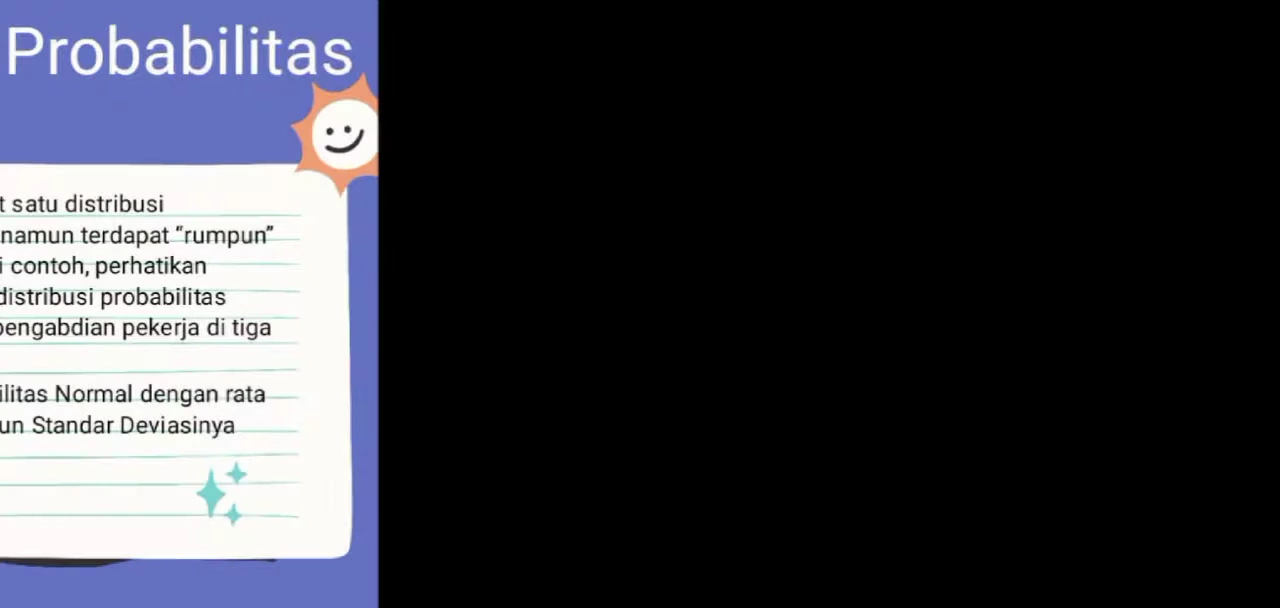 Probabilitas
t satu distribusi
namun terdapat “rumpun”
i contoh, perhatikan
distribusi probabilitas
pengabdian pekerja di tiga
ilitas Normal dengan rata
un Standar Deviasinya